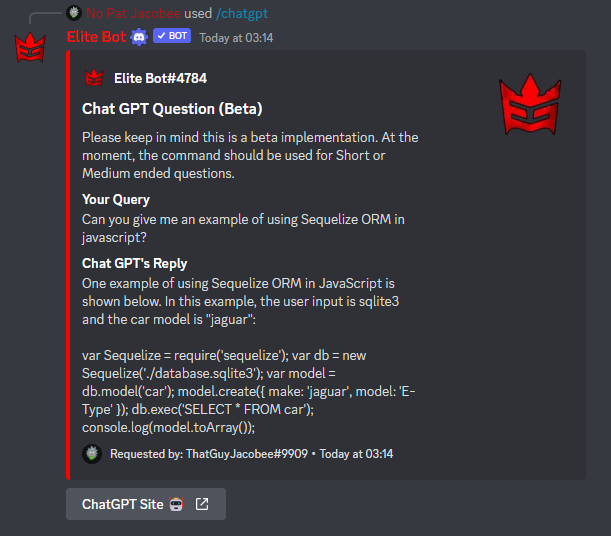 No Pat Jacobee used /chatgpt
Elite Bot ✓ BOT Today at 03:14
Elite Bot#4784
Chat GPT Question (Beta)
Please keep in mind this is a beta implementation. At the
moment, the command should be used for Short or
Medium ended questions.
Your Query
Can you give me an example of using Sequelize ORM in
javascript?
Chat GPT's Reply
One example of using Sequelize ORM in JavaScript is
shown below. In this example, the user input is sqlite3
and the car model is "jaguar":
var Sequelize = require('sequelize'); var db = new
Sequelize('./database.sqlite3'); var model =
db.model('car'); model.create({ make: 'jaguar', model: 'E-
Type' }); db.exec('SELECT * FROM car');
console.log(model.toArray());
Requested by: ThatGuyJacobee#9909 • Today at 03:14
ChatGPT Site